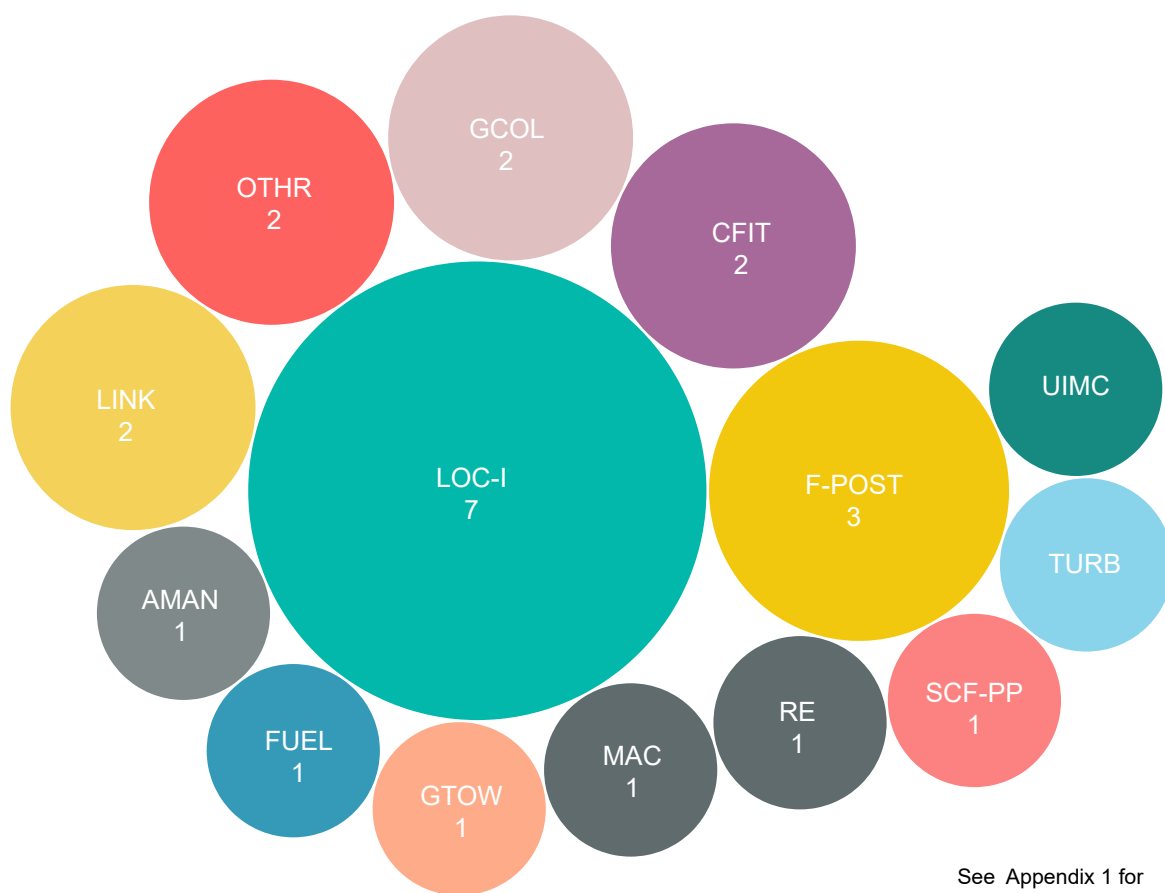 GCOL
2
OTHR
2
CFIT
2
UIMC
LINK
2
LOC-I
7
F-POST
3
TURB
AMAN
1
SCF-PP
1
RE
1
FUEL
1
MAC
1
GTOW
1
See Appendix 1 for